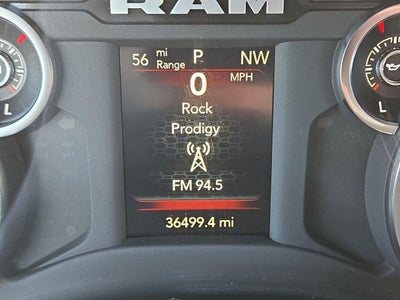 RAM
56 mi Range P NW
0 MPH
Rock
Prodigy
FM 94.5
36499.4 mi
L
L